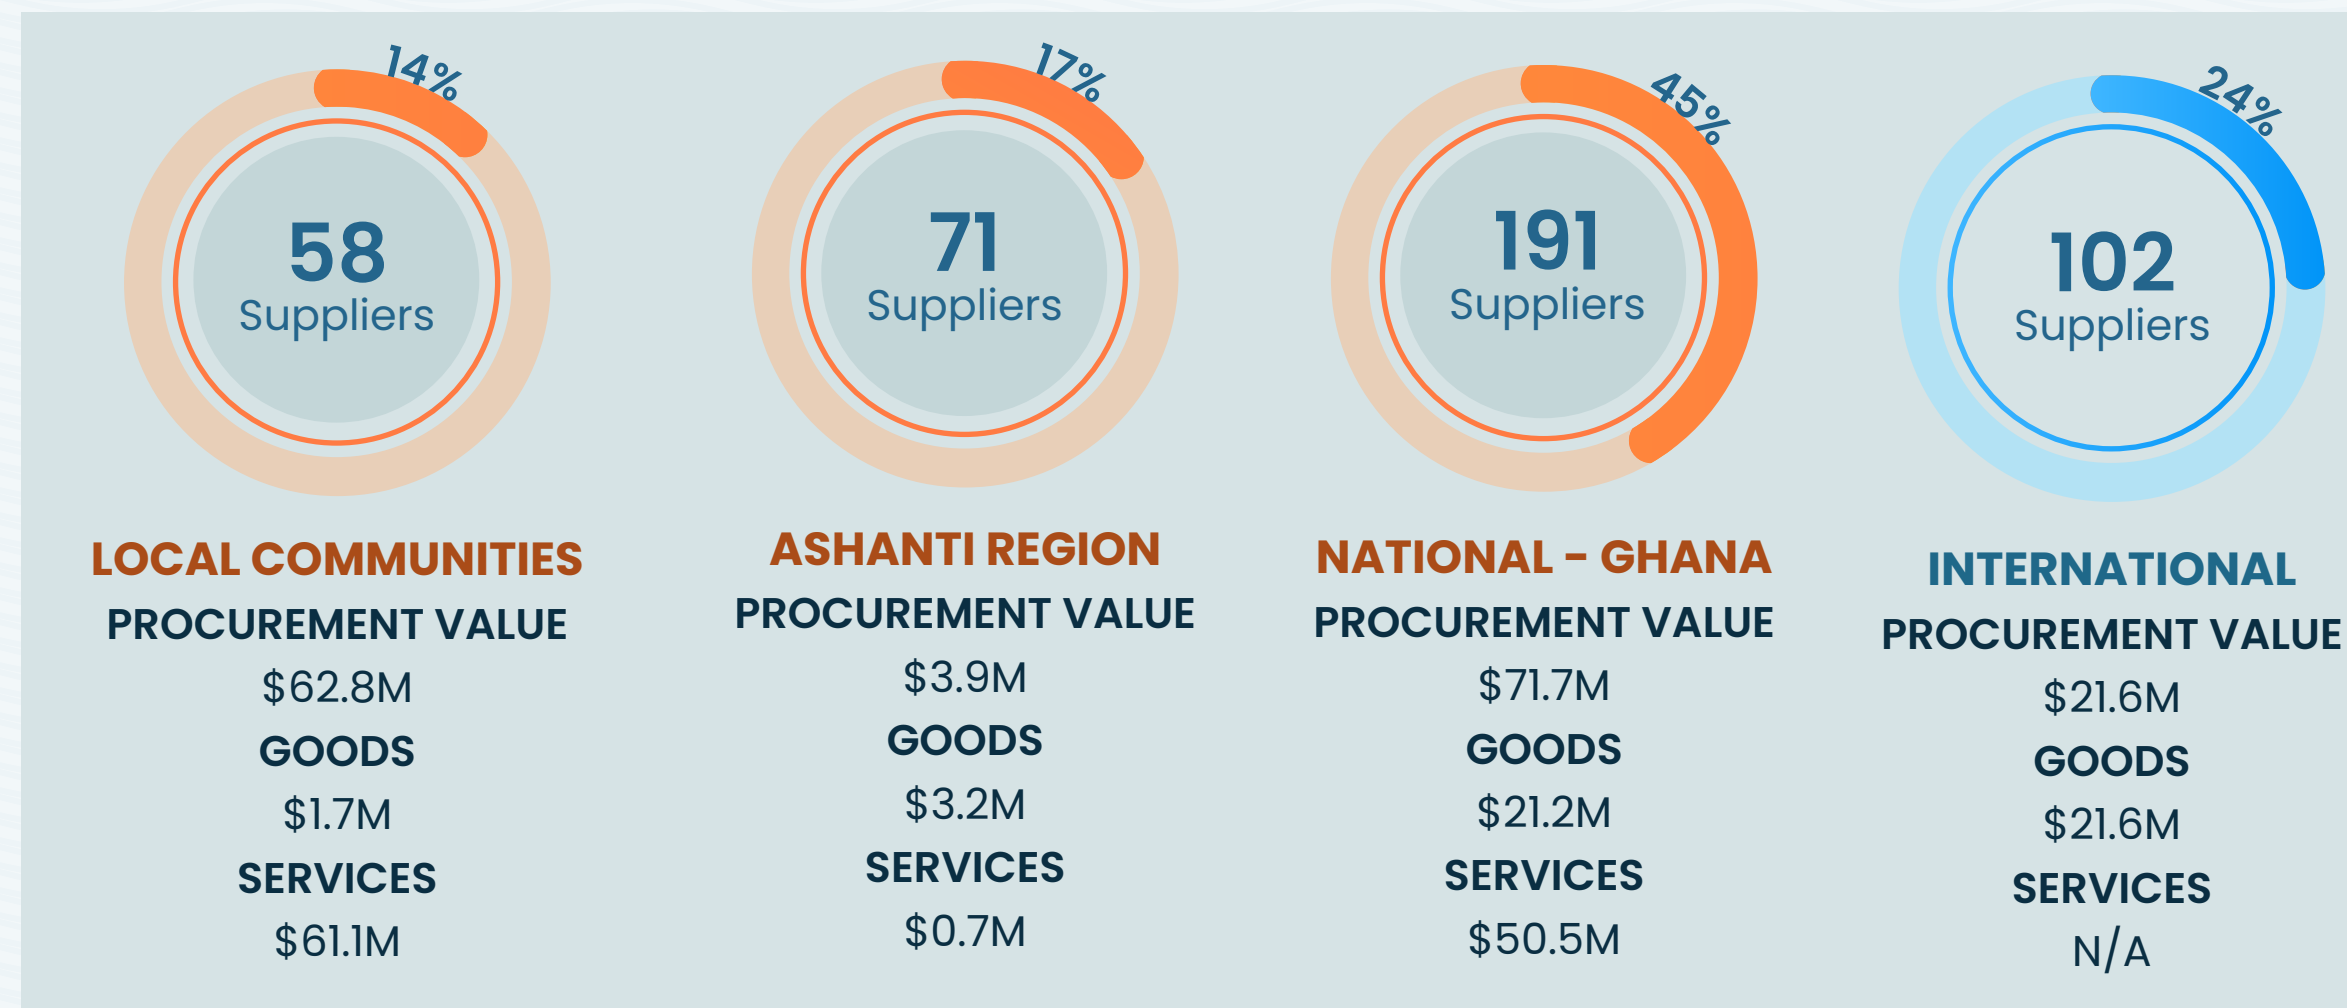 14%
58
Suppliers
LOCAL COMMUNITIES
PROCUREMENT VALUE
$62.8M
GOODS
$1.7M
SERVICES
$61.1M
17%
71
Suppliers
ASHANTI REGION
PROCUREMENT VALUE
$3.9M
GOODS
$3.2M
SERVICES
$0.7M
45%
191
Suppliers
NATIONAL - GHANA
PROCUREMENT VALUE
$71.7M
GOODS
$21.2M
SERVICES
$50.5M
24%
102
Suppliers
INTERNATIONAL
PROCUREMENT VALUE
$21.6M
GOODS
$21.6M
SERVICES
N/A